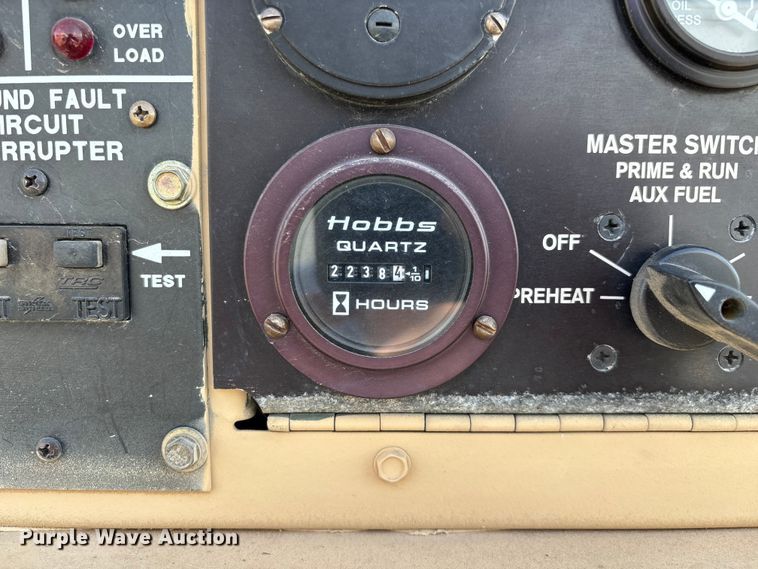 OVER
LOAD
UND FAULT
IRCUIT
RRUPTER
TEST
TEST
OIL
ESS
MASTER SWITCH
PRIME & RUN
AUX FUEL
OFF
PREHEAT
Hobbs
QUARTZ
22384 1/10
HOURS
Purple Wave Auction